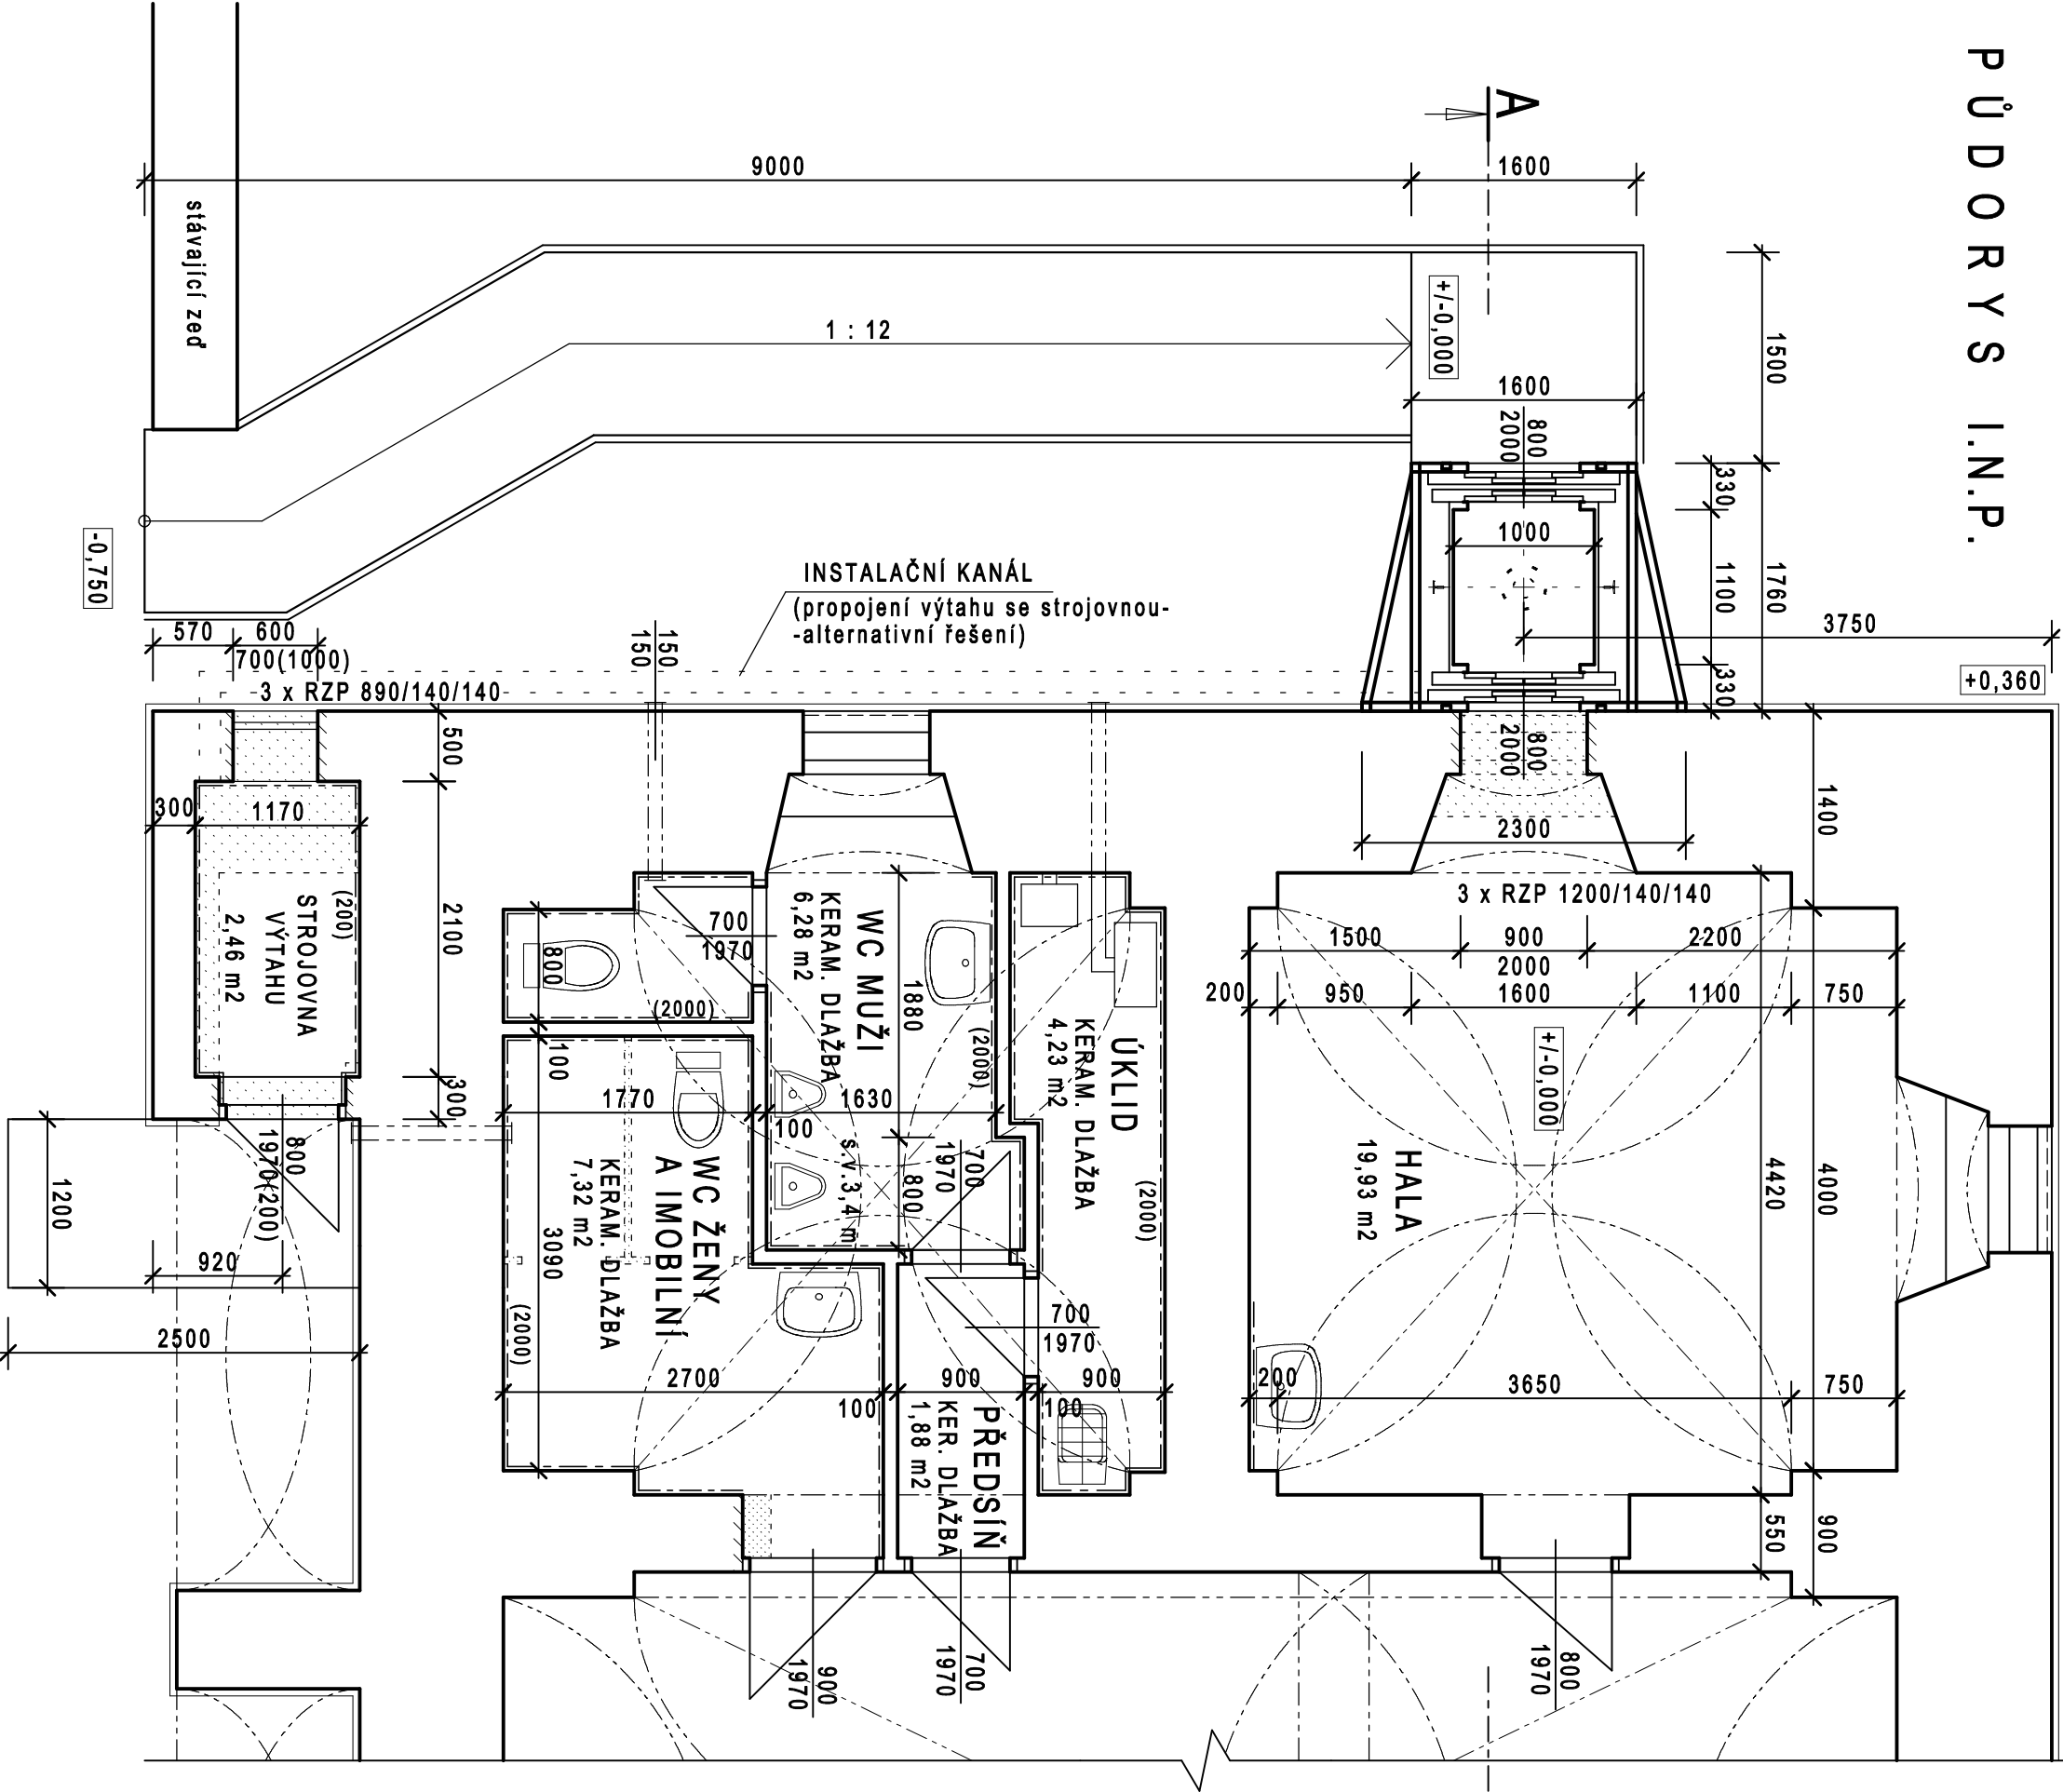 PŮDORYS I.N.P.
A
9000
1600
stávající zeď
1500
1 : 12
+/-0,000
1600
800
2000
330
1000
1100
1760
3750
-0,750
INSTALAČNÍ KANÁL
(propojení výtahu se strojovnou-
-alternativní řešení)
570
600
700(1000)
150
150
330
+0,360
3 x RZP 890/140/140
500
800
2000
1400
300
1170
2300
3 x RZP 1200/140/140
STROJOVNA
VÝTAHU
2,46 m2
(200)
2100
300
700
1970
800
(2000)
WC MUŽI
KERAM. DLAŽBA
6,28 m2
1880
(2000)
1500
900
2000
2200
200
950
1600
1100
750
100
1770
1630
100
s.v.3,4 m
ÚKLID
KERAM. DLAŽBA
4,23 m2
(2000)
+/-0,000
HALA
19,93 m2
4420
4000
800
1970(200)
1200
920
2500
WC ŽENY
A IMOBILNÍ
KERAM. DLAŽBA
7,32 m2
3090
(2000)
800
700
1970
700
1970
2700
100
900
100
900
200
3650
750
PŘEDSÍŇ
KER. DLAŽBA
1,88 m2
550
900
900
1970
700
1970
800
1970